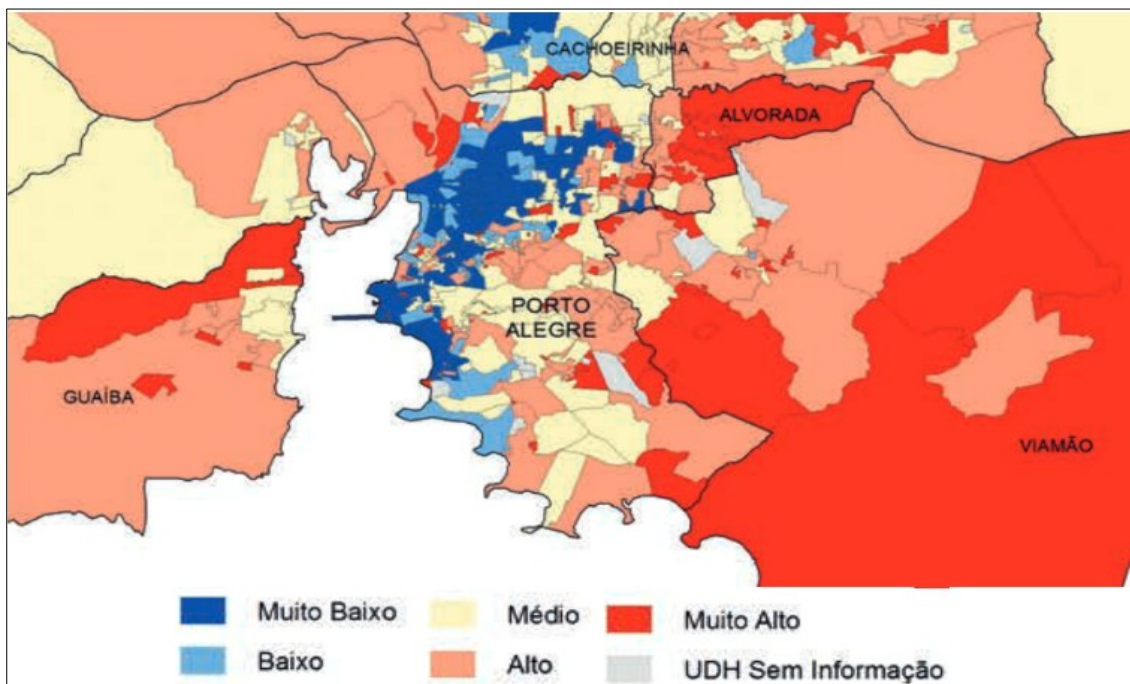 CACHOEIRINHA
ALVORADA
PORTO
ALEGRE
GUAÍBA
VIAMÃO
Muito Baixo
Médio
Muito Alto
Baixo
Alto
UDH Sem Informação